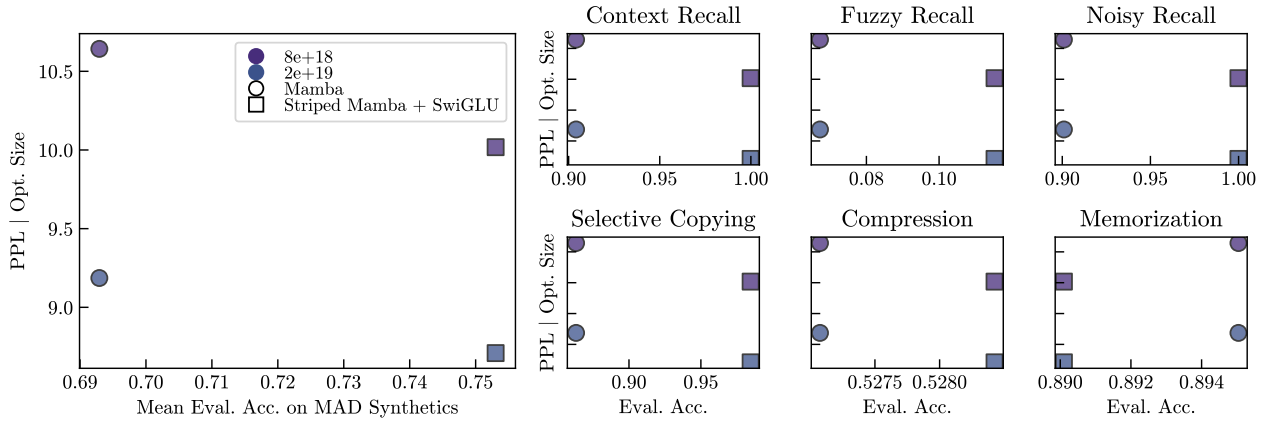 PPL | Opt. Size
10.5
10.0
9.5
9.0
0.69 0.70 0.71 0.72 0.73 0.74 0.75
Mean Eval. Acc. on MAD Synthetics
8e+18
2e+19
Mamba
Striped Mamba + SwiGLU
Context Recall
PPL | Opt. Size
0.90 0.95 1.00
Fuzzy Recall
0.08 0.10
Noisy Recall
0.90 0.95 1.00
Selective Copying
PPL | Opt. Size
0.90 0.95
Eval. Acc.
Compression
0.5275 0.5280
Eval. Acc.
Memorization
0.890 0.892 0.894
Eval. Acc.